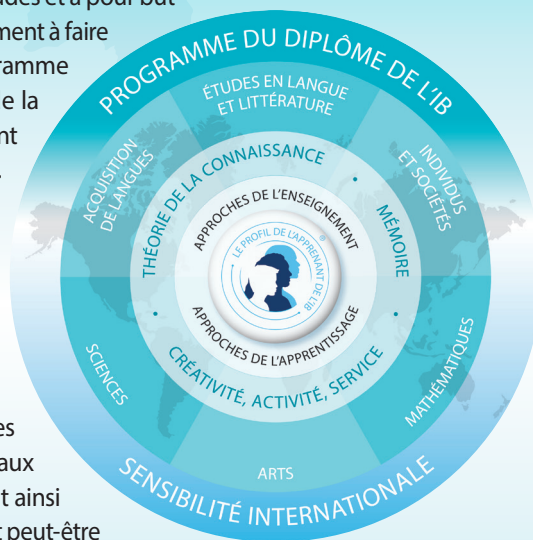 udes et a pour but
ment à faire
ramme
e la
nt
PROGRAMME DU DIPLÔME DE L'IB
ÉTUDES EN LANGUE
ET LITTÉRATURE
ACQUISITION
DE LANGUES
INDIVIDUS
ET SOCIÉTÉS
THÉORIE DE LA CONNAISSANCE
MÉMOIRE
APPROCHES DE L'ENSEIGNEMENT
LE PROFIL DE L'APPRENANT DE L'IB
®
APPROCHES DE L'APPRENTISSAGE
CRÉATIVITÉ, ACTIVITÉ, SERVICE
SCIENCES
MATHÉMATIQUES
ARTS
SENSIBILITÉ INTERNATIONALE
es
aux
t ainsi
t peut-être